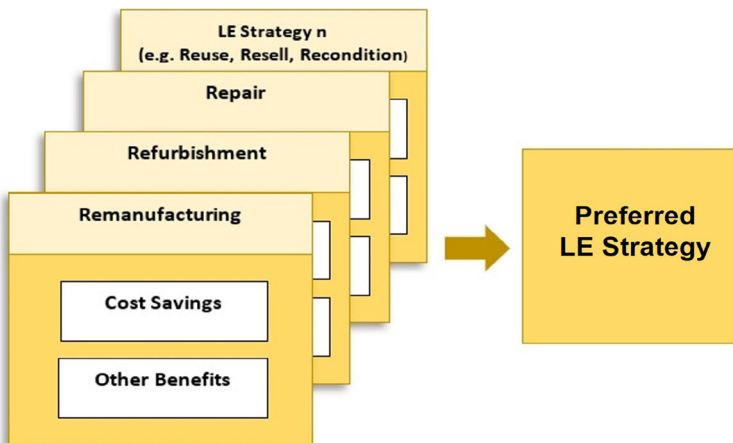 LE Strategy n
(e.g. Reuse, Resell, Recondition)
Repair
Refurbishment
Remanufacturing
Cost Savings
Other Benefits
Preferred
LE Strategy